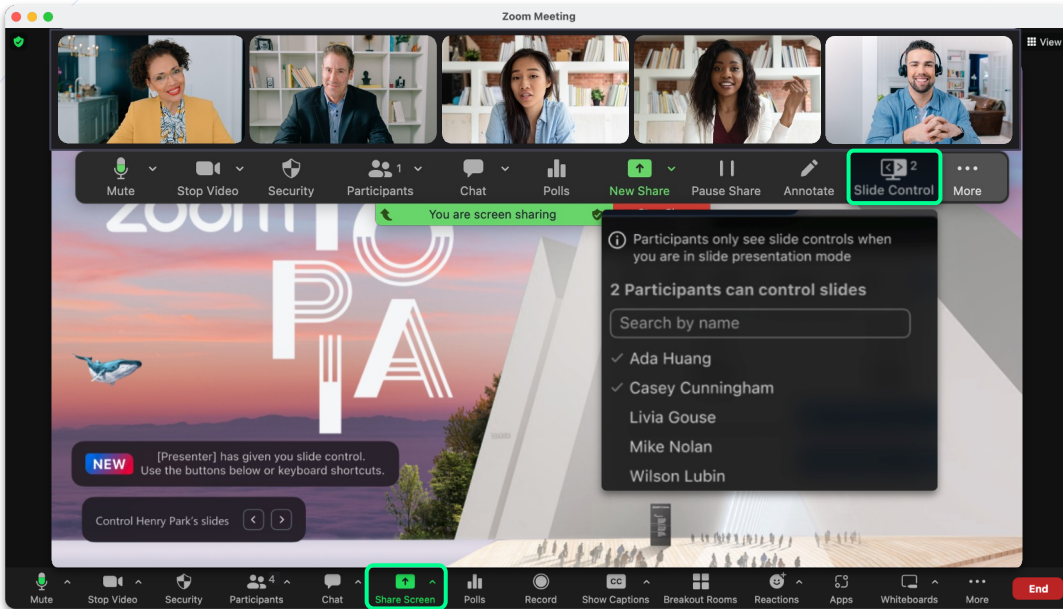 Zoom Meeting
View
Mute
Stop Video
Security
1
Participants
Chat
Polls
New Share
Pause Share
Annotate
2
Slide Control
More
You are screen sharing
zoom
TO
PI
A
Participants only see slide controls when
you are in slide presentation mode
2 Participants can control slides
Search by name
Ada Huang
Casey Cunningham
Livia Gouse
Mike Nolan
Wilson Lubin
NEW
[Presenter] has given you slide control.
Use the buttons below or keyboard shortcuts.
Control Henry Park's slides
Mute
Stop Video
Security
4
Participants
Chat
Share Screen
Polls
Record
CC
Show Captions
Breakout Rooms
Reactions
Apps
Whiteboards
More
End